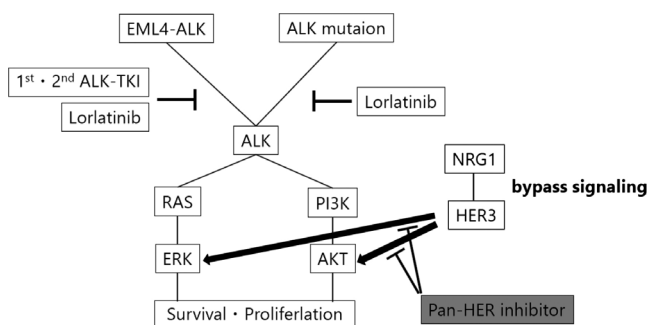 EML4-ALK
ALK mutaion
1st・2nd ALK-TKI
Lorlatinib
Lorlatinib
ALK
NRG1
bypass signaling
HER3
RAS
PI3K
ERK
AKT
Survival・Proliferlation
Pan-HER inhibitor